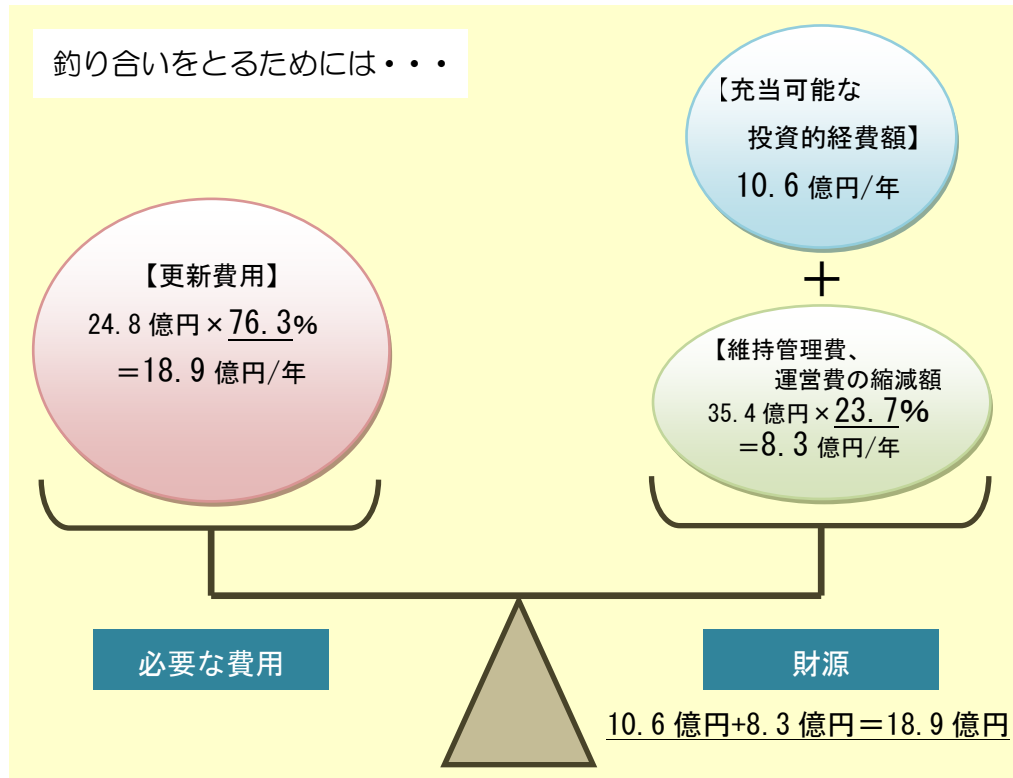 釣り合いをとるためには・・・
【充当可能な
投資的経費額】
10.6 億円/年
＋
【更新費用】
24.8 億円×76.3%
＝18.9 億円/年
【維持管理費、
運営費の縮減額
35.4 億円×23.7%
＝8.3 億円/年
必要な費用
財源
10.6 億円+8.3 億円＝18.9 億円